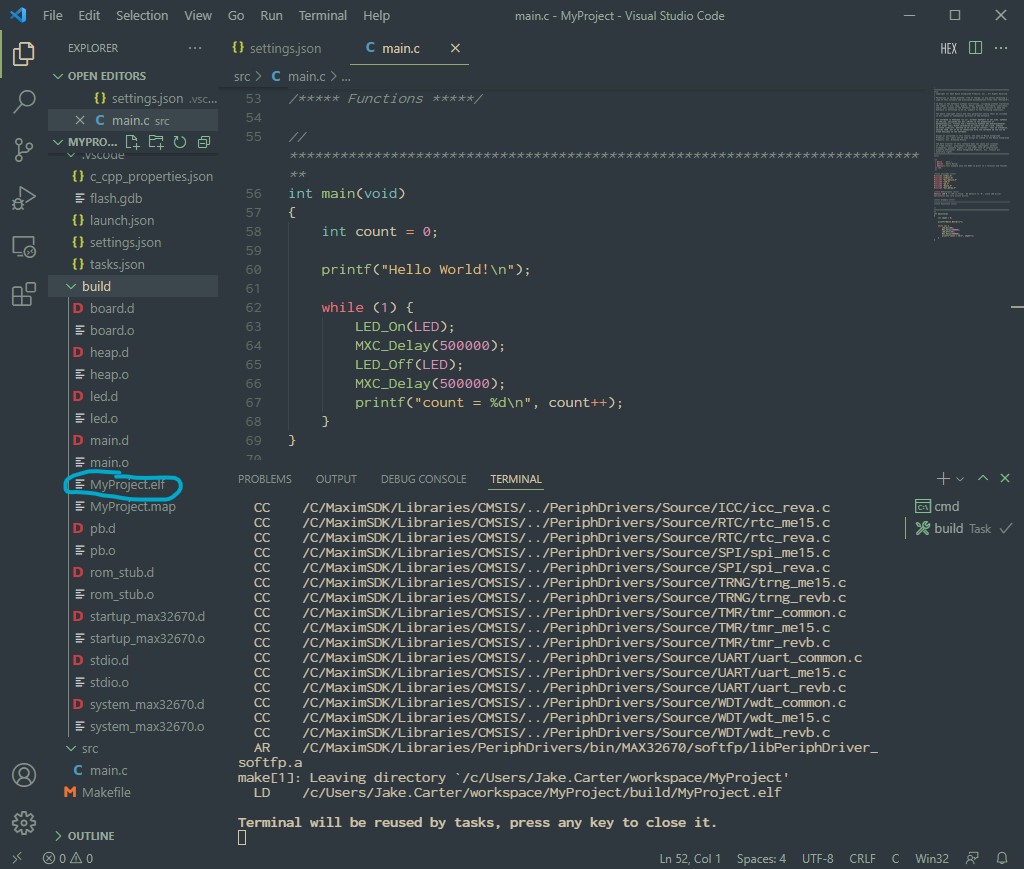 File Edit Selection View Go Run Terminal Help
main.c - MyProject - Visual Studio Code
EXPLORER
OPEN EDITORS
settings.json .vsc...
main.c src
MYPRO...
.vscode
c_cpp_properties.json
flash.gdb
launch.json
settings.json
tasks.json
build
D board.d
board.o
D heap.d
heap.o
D led.d
led.o
D main.d
main.o
MyProject.elf
MyProject.map
D pb.d
pb.o
D rom_stub.d
rom_stub.o
D startup_max32670.d
startup_max32670.o
D stdio.d
stdio.o
D system_max32670.d
system_max32670.o
src
C main.c
M Makefile
OUTLINE
{} settings.json
C main.c
HEX
src > C main.c > ...
53 /***** Functions *****/
54
55 //
**
56 int main(void)
57 {
58 int count = 0;
59
60 printf("Hello World!\n");
61
62 while (1) {
63 LED_On(LED);
64 MXC_Delay(500000);
65 LED_Off(LED);
66 MXC_Delay(500000);
67 printf("count = %d\n", count++);
68 }
69 }
70
PROBLEMS OUTPUT DEBUG CONSOLE TERMINAL
CC /C/MaximSDK/Libraries/CMSIS/../PeriphDrivers/Source/ICC/icc_reva.c
CC /C/MaximSDK/Libraries/CMSIS/../PeriphDrivers/Source/RTC/rtc_me15.c
CC /C/MaximSDK/Libraries/CMSIS/../PeriphDrivers/Source/RTC/rtc_reva.c
CC /C/MaximSDK/Libraries/CMSIS/../PeriphDrivers/Source/SPI/spi_me15.c
CC /C/MaximSDK/Libraries/CMSIS/../PeriphDrivers/Source/SPI/spi_reva.c
CC /C/MaximSDK/Libraries/CMSIS/../PeriphDrivers/Source/TRNG/trng_me15.c
CC /C/MaximSDK/Libraries/CMSIS/../PeriphDrivers/Source/TRNG/trng_revb.c
CC /C/MaximSDK/Libraries/CMSIS/../PeriphDrivers/Source/TMR/tmr_common.c
CC /C/MaximSDK/Libraries/CMSIS/../PeriphDrivers/Source/TMR/tmr_me15.c
CC /C/MaximSDK/Libraries/CMSIS/../PeriphDrivers/Source/TMR/tmr_revb.c
CC /C/MaximSDK/Libraries/CMSIS/../PeriphDrivers/Source/UART/uart_common.c
CC /C/MaximSDK/Libraries/CMSIS/../PeriphDrivers/Source/UART/uart_me15.c
CC /C/MaximSDK/Libraries/CMSIS/../PeriphDrivers/Source/UART/uart_revb.c
CC /C/MaximSDK/Libraries/CMSIS/../PeriphDrivers/Source/WDT/wdt_common.c
CC /C/MaximSDK/Libraries/CMSIS/../PeriphDrivers/Source/WDT/wdt_me15.c
CC /C/MaximSDK/Libraries/CMSIS/../PeriphDrivers/Source/WDT/wdt_revb.c
AR /C/MaximSDK/Libraries/PeriphDrivers/bin/MAX32670/softfp/libPeriphDriver_
softfp.a
make[1]: Leaving directory `/c/Users/Jake.Carter/workspace/MyProject'
LD /c/Users/Jake.Carter/workspace/MyProject/build/MyProject.elf
Terminal will be reused by tasks, press any key to close it.
cmd
build Task
0 0
Ln 52, Col 1 Spaces: 4 UTF-8 CRLF C Win32